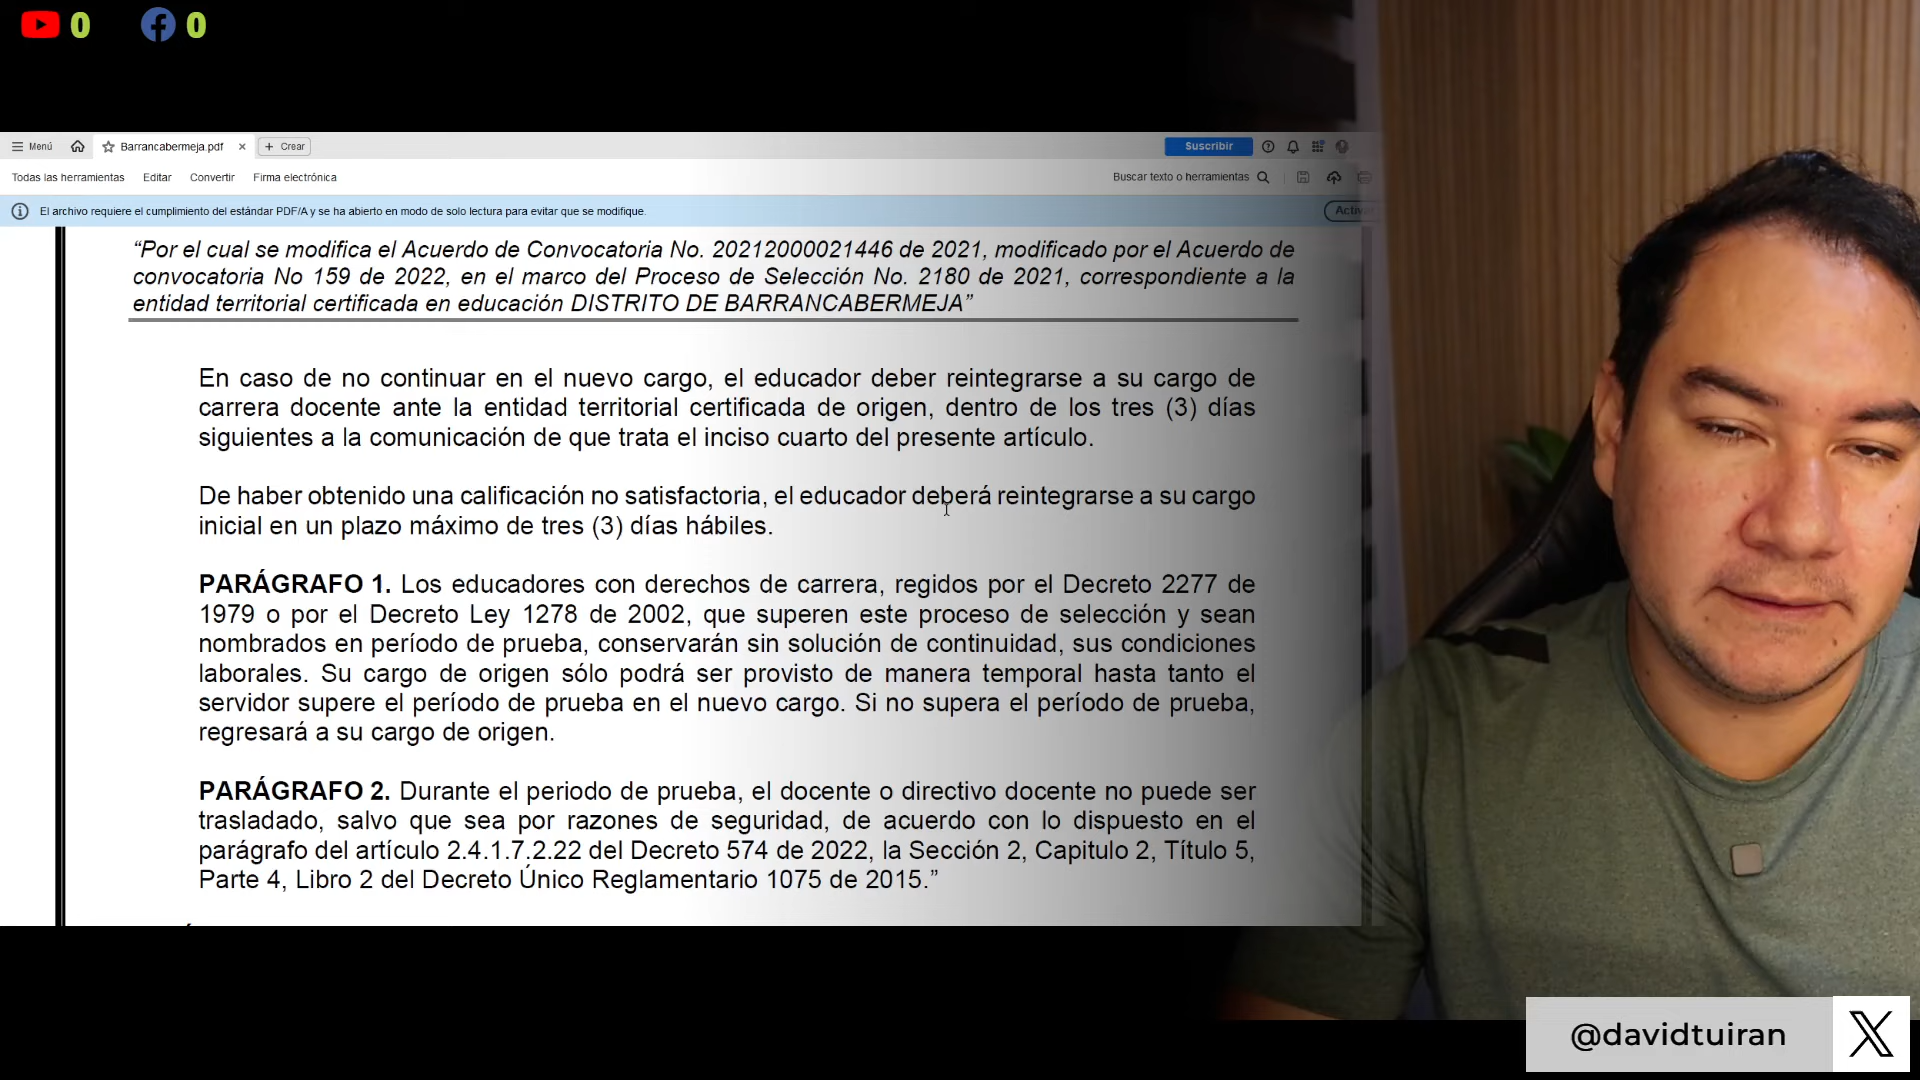 0 0
Menú Barrancabermeja.pdf Crear Suscribir
Todas las herramientas Editar Convertir Firma electrónica Buscar texto o herramientas
El archivo requiere el cumplimiento del estándar PDF/A y se ha abierto en modo de solo lectura para evitar que se modifique.
“Por el cual se modifica el Acuerdo de Convocatoria No. 20212000021446 de 2021, modificado por el Acuerdo de
convocatoria No 159 de 2022, en el marco del Proceso de Selección No. 2180 de 2021, correspondiente a la
entidad territorial certificada en educación DISTRITO DE BARRANCABERMEJA”
En caso de no continuar en el nuevo cargo, el educador deber reintegrarse a su cargo de
carrera docente ante la entidad territorial certificada de origen, dentro de los tres (3) días
siguientes a la comunicación de que trata el inciso cuarto del presente artículo.
De haber obtenido una calificación no satisfactoria, el educador deberá reintegrarse a su cargo
inicial en un plazo máximo de tres (3) días hábiles.
PARÁGRAFO 1. Los educadores con derechos de carrera, regidos por el Decreto 2277 de
1979 o por el Decreto Ley 1278 de 2002, que superen este proceso de selección y sean
nombrados en período de prueba, conservarán sin solución de continuidad, sus condiciones
laborales. Su cargo de origen sólo podrá ser provisto de manera temporal hasta tanto el
servidor supere el período de prueba en el nuevo cargo. Si no supera el período de prueba,
regresará a su cargo de origen.
PARÁGRAFO 2. Durante el periodo de prueba, el docente o directivo docente no puede ser
trasladado, salvo que sea por razones de seguridad, de acuerdo con lo dispuesto en el
parágrafo del artículo 2.4.1.7.2.22 del Decreto 574 de 2022, la Sección 2, Capitulo 2, Título 5,
Parte 4, Libro 2 del Decreto Único Reglamentario 1075 de 2015.”
@davidtuiran